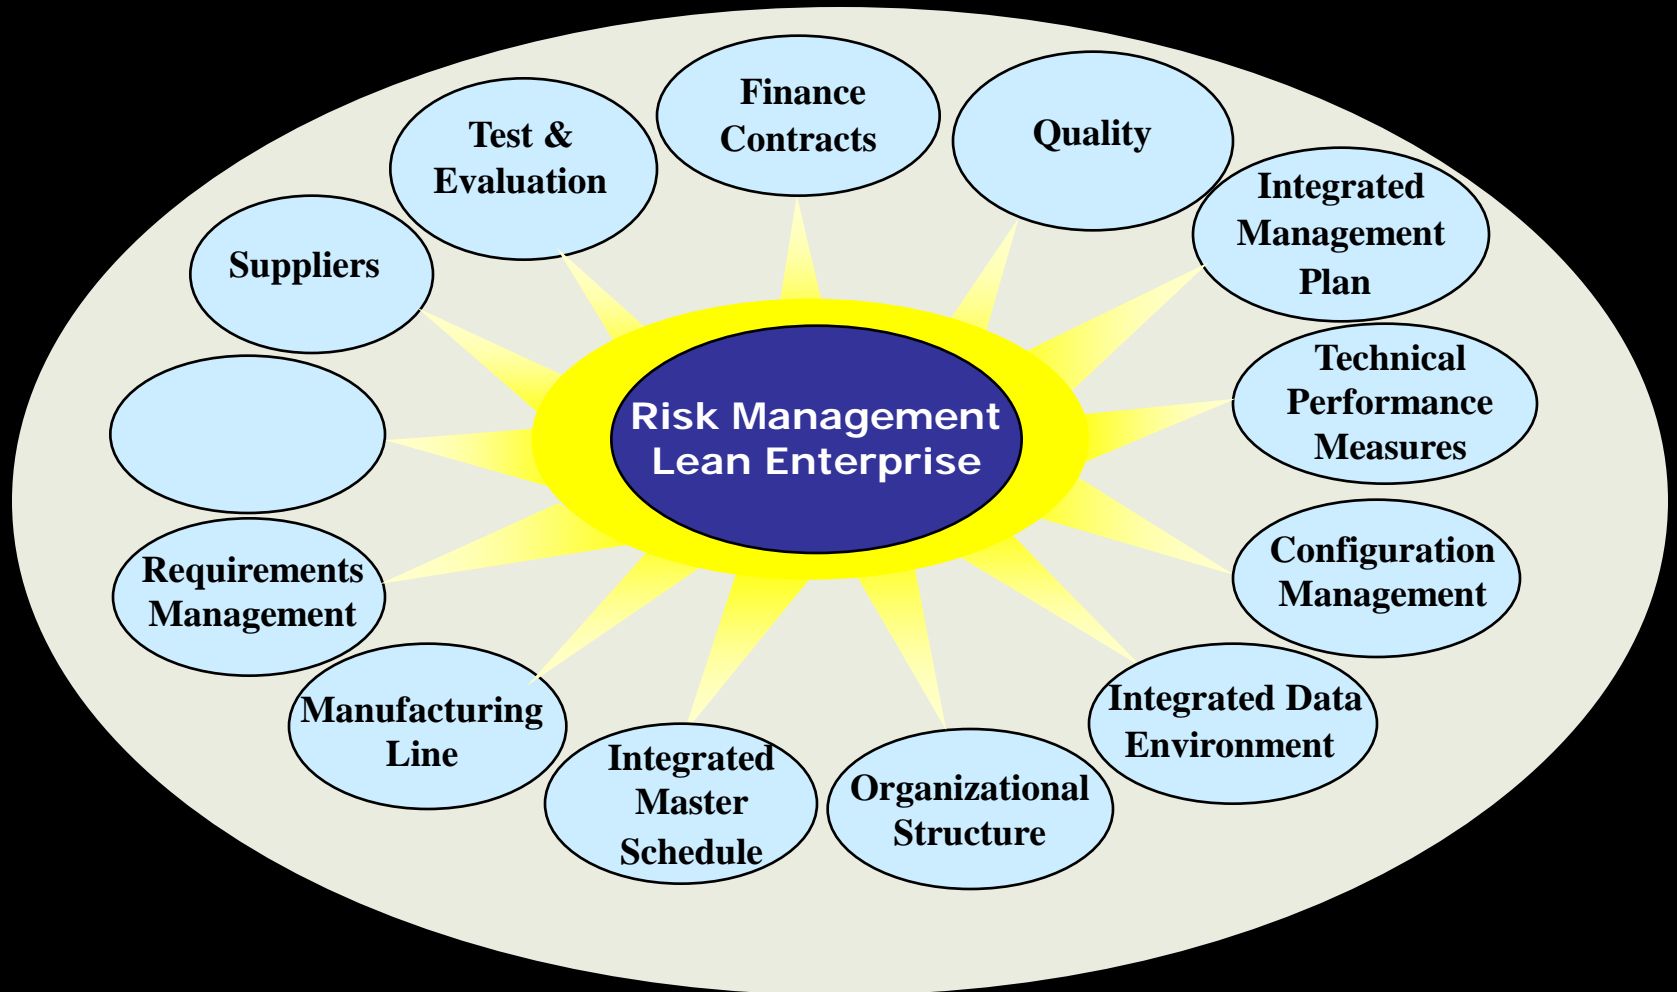 Finance
Contracts
Quality
Test &
Evaluation
Integrated
Management
Plan
Suppliers
Technical
Performance
Measures
Risk Management
Lean Enterprise
Configuration
Management
Requirements
Management
Integrated Data
Environment
Manufacturing
Line
Integrated
Master
Schedule
Organizational
Structure